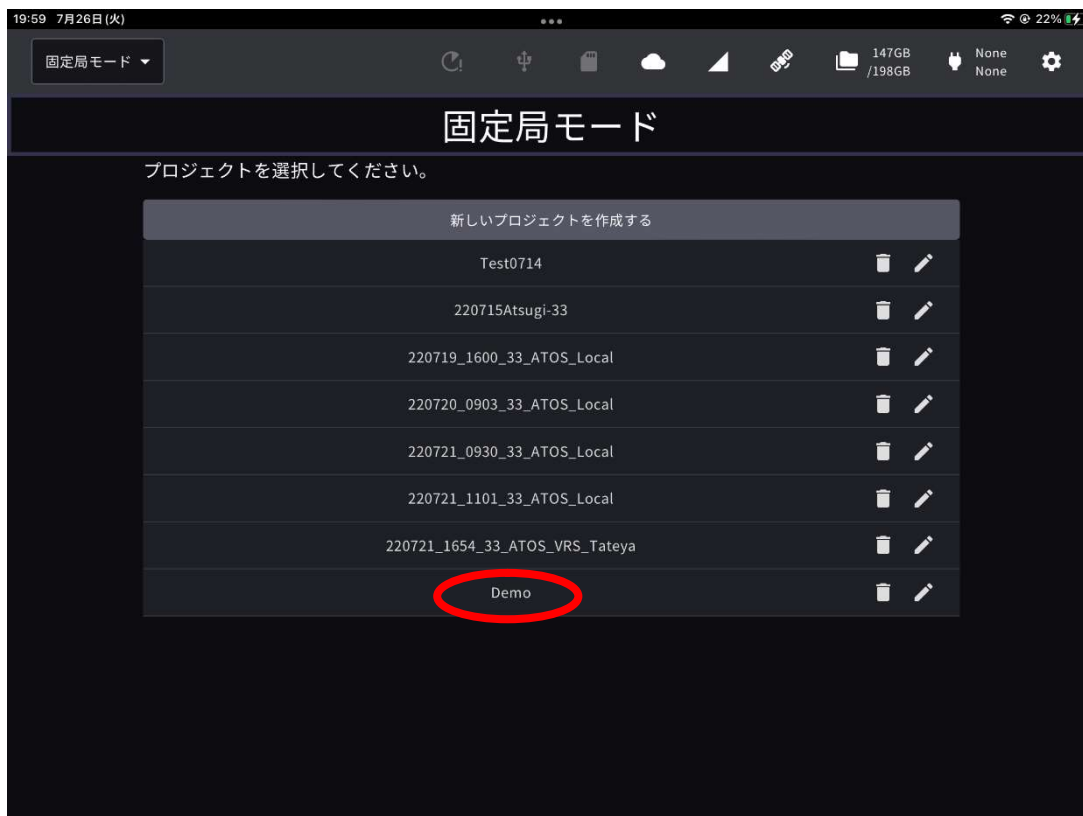 19:59 7月26日(火)
22%
固定局モード
147GB
/198GB
None
None
固定局モード
プロジェクトを選択してください。
新しいプロジェクトを作成する
Test0714
220715Atsugi-33
220719_1600_33_ATOS_Local
220720_0903_33_ATOS_Local
220721_0930_33_ATOS_Local
220721_1101_33_ATOS_Local
220721_1654_33_ATOS_VRS_Tateya
Demo